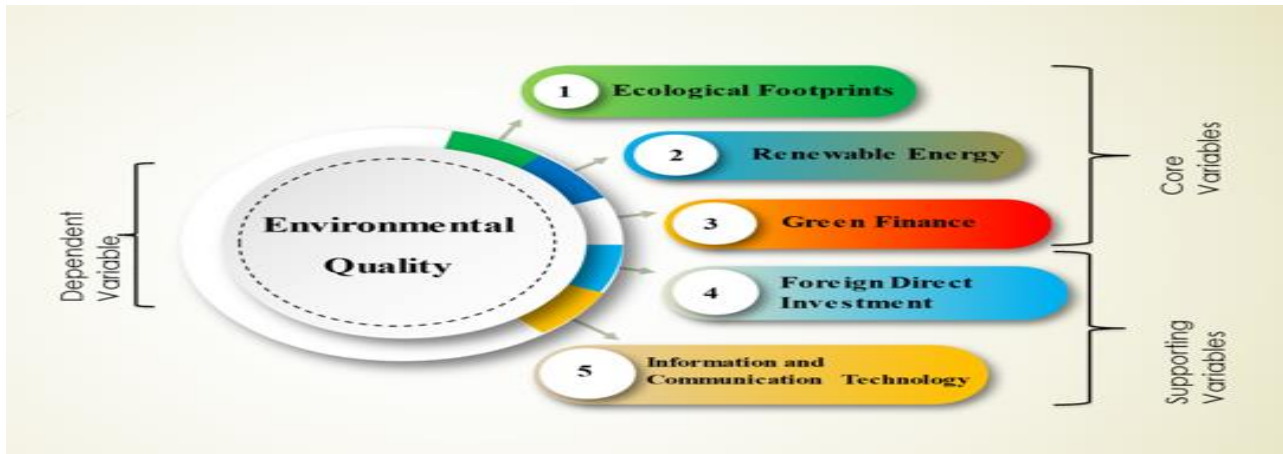 Dependent
Variable
Environmental
Quality
1
Ecological Footprints
2
Renewable Energy
3
Green Finance
4
Foreign Direct
Investment
5
Information and
Communication Technology
Core
Variables
Supporting
Variables